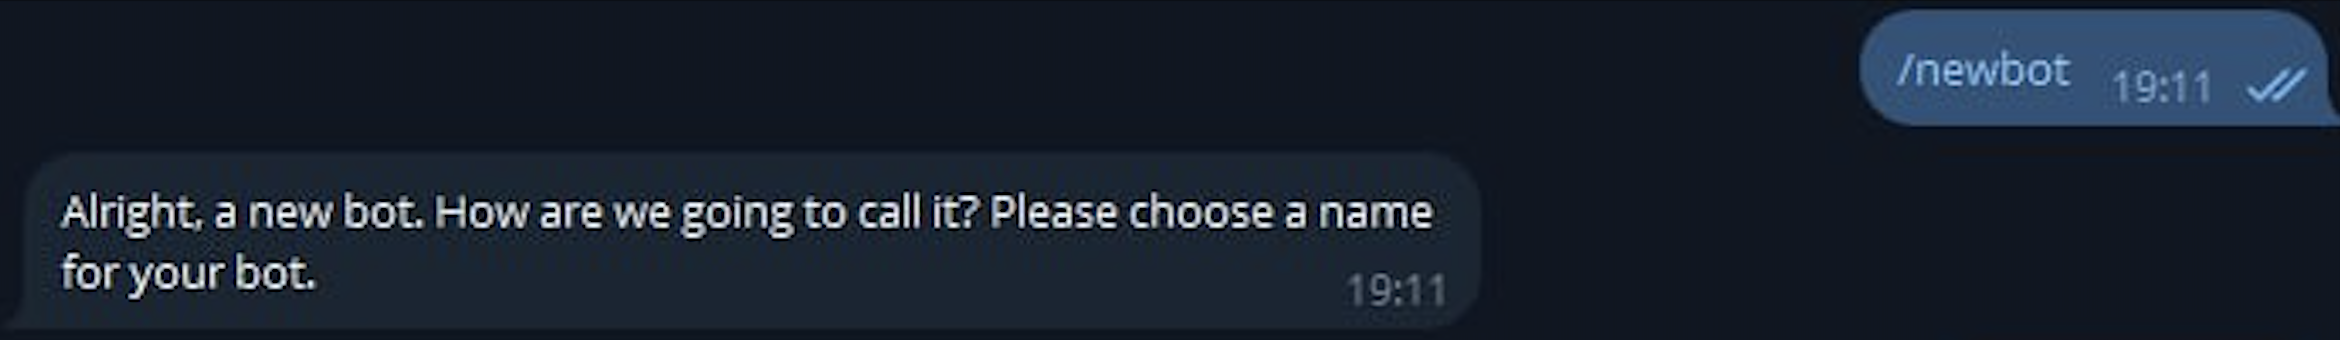 /newbot 19:11
Alright, a new bot. How are we going to call it? Please choose a name
for your bot.
19:11